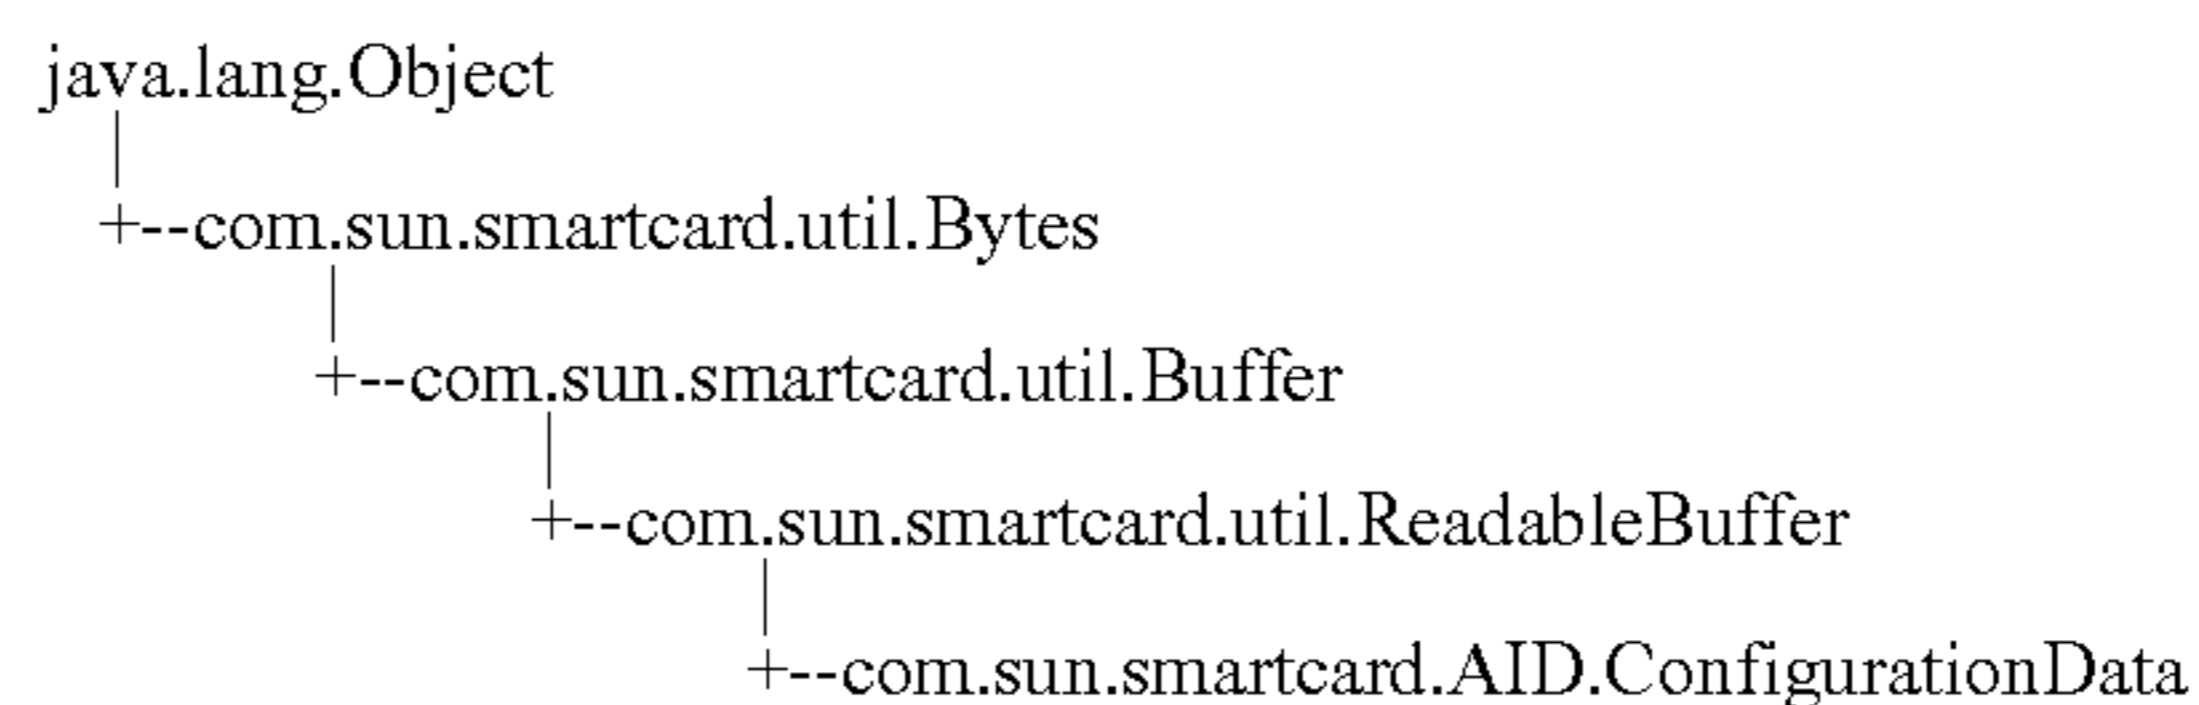 java.lang.Object
+--com.sun.smartcard.util.Bytes
+--com.sun.smartcard.util.Buffer
+--com.sun.smartcard.util.ReadableBuffer
+--com.sun.smartcard.AID.ConfigurationData